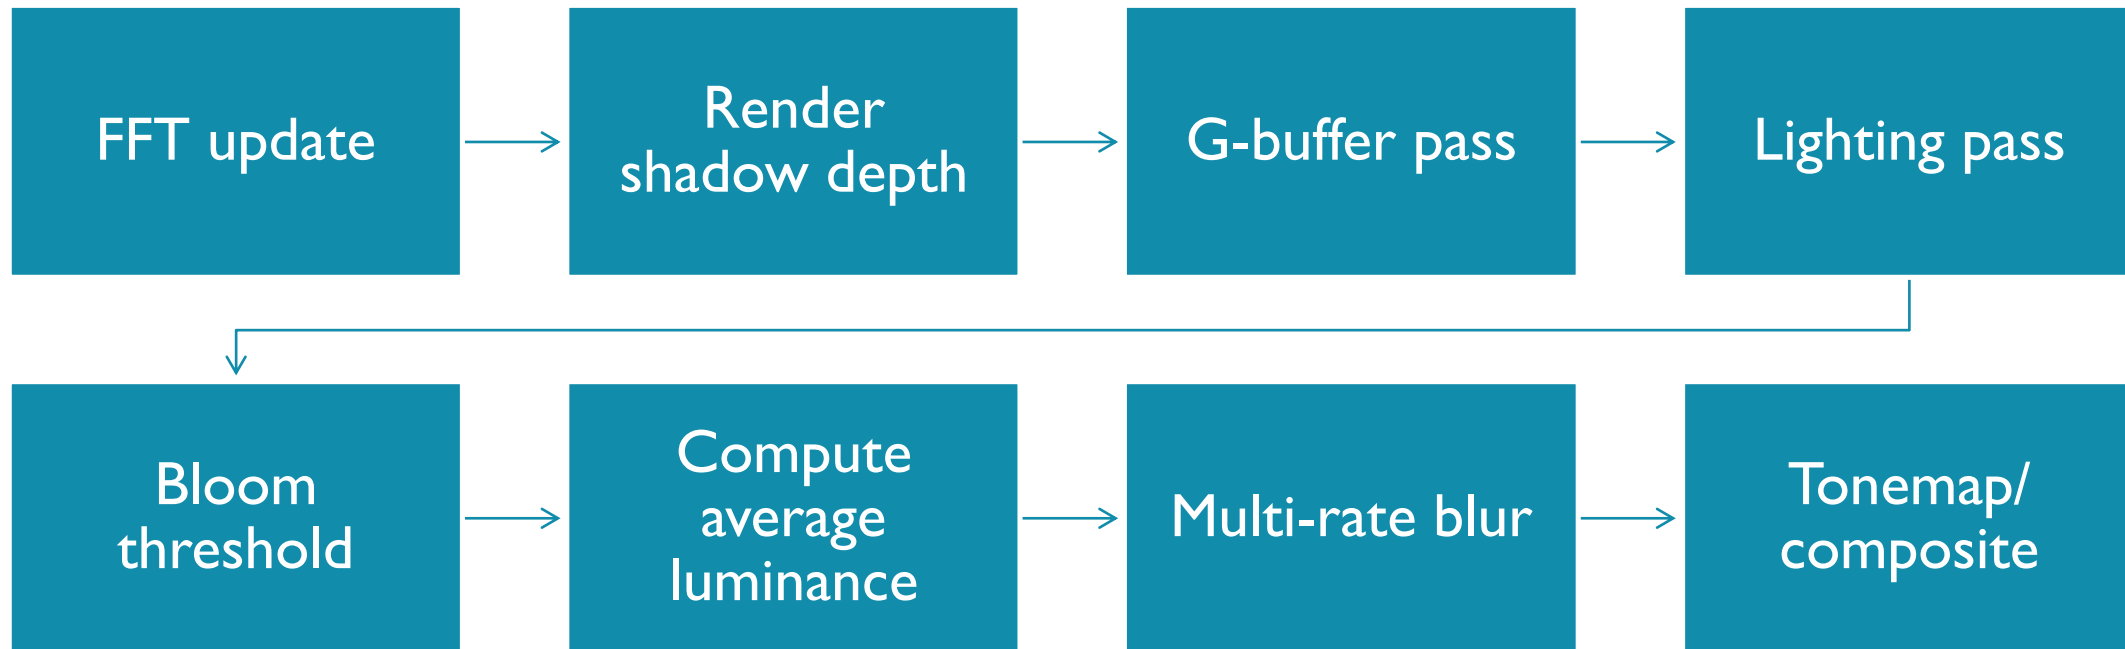 FFT update
Render
shadow depth
G-buffer pass
Lighting pass
Bloom
threshold
Compute
average
luminance
Multi-rate blur
Tonemap/
composite